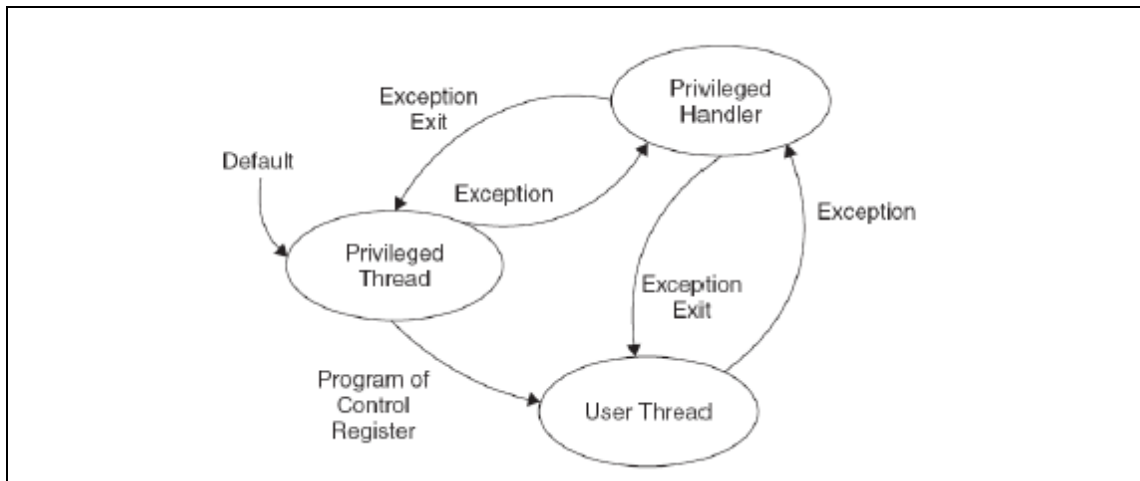 Privileged
Handler
Exception
Exit
Default
Exception
Exception
Privileged
Thread
Exception
Exit
Program of
Control
Register
User Thread